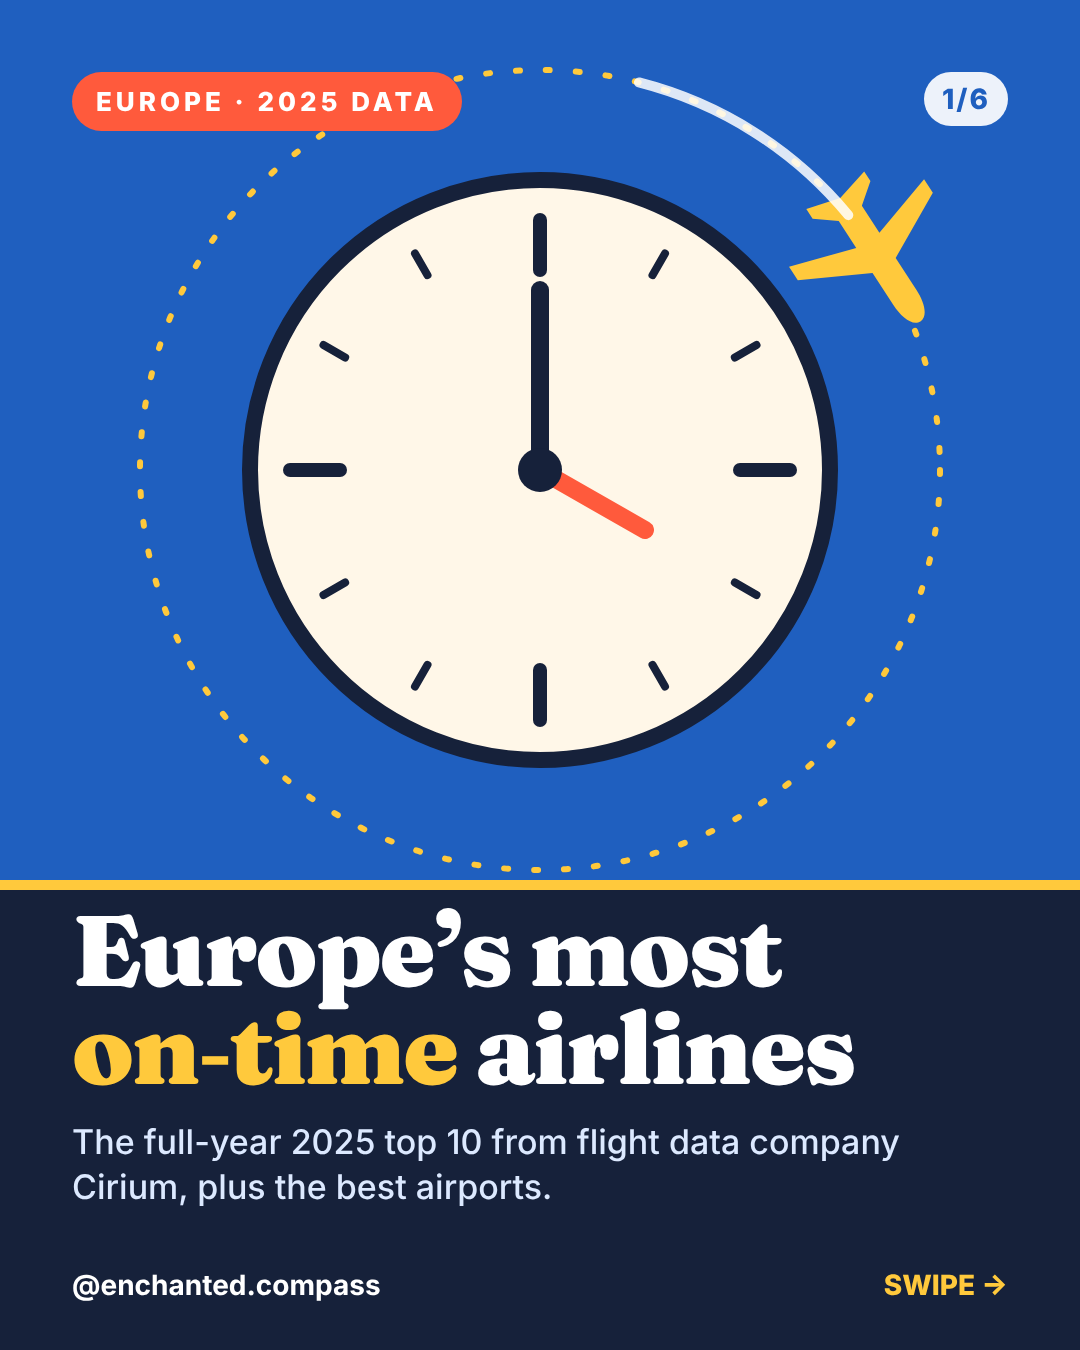 EUROPE · 2025 DATA
1/6
Europe’s most
on-time airlines
The full-year 2025 top 10 from flight data company
Cirium, plus the best airports.
@enchanted.compass
SWIPE →